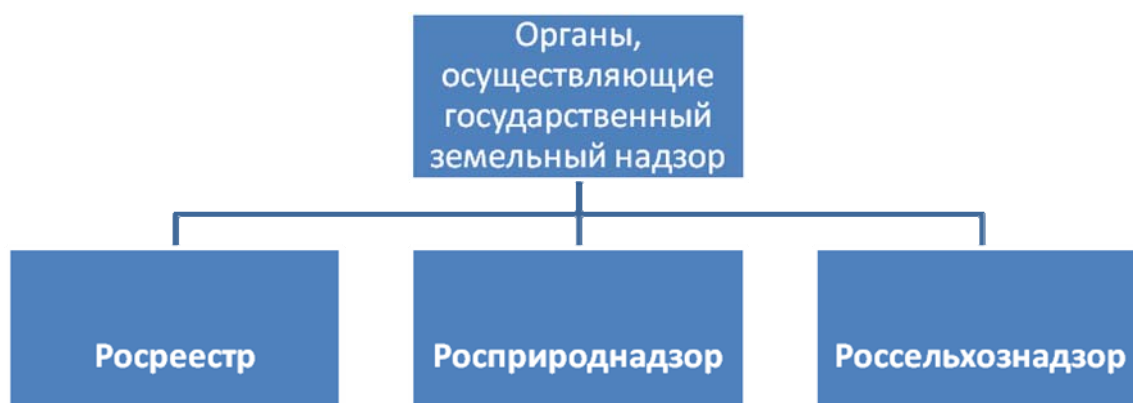 Органы,
осуществляющие
государственный
земельный надзор
Росреестр
Росприроднадзор
Россельхознадзор